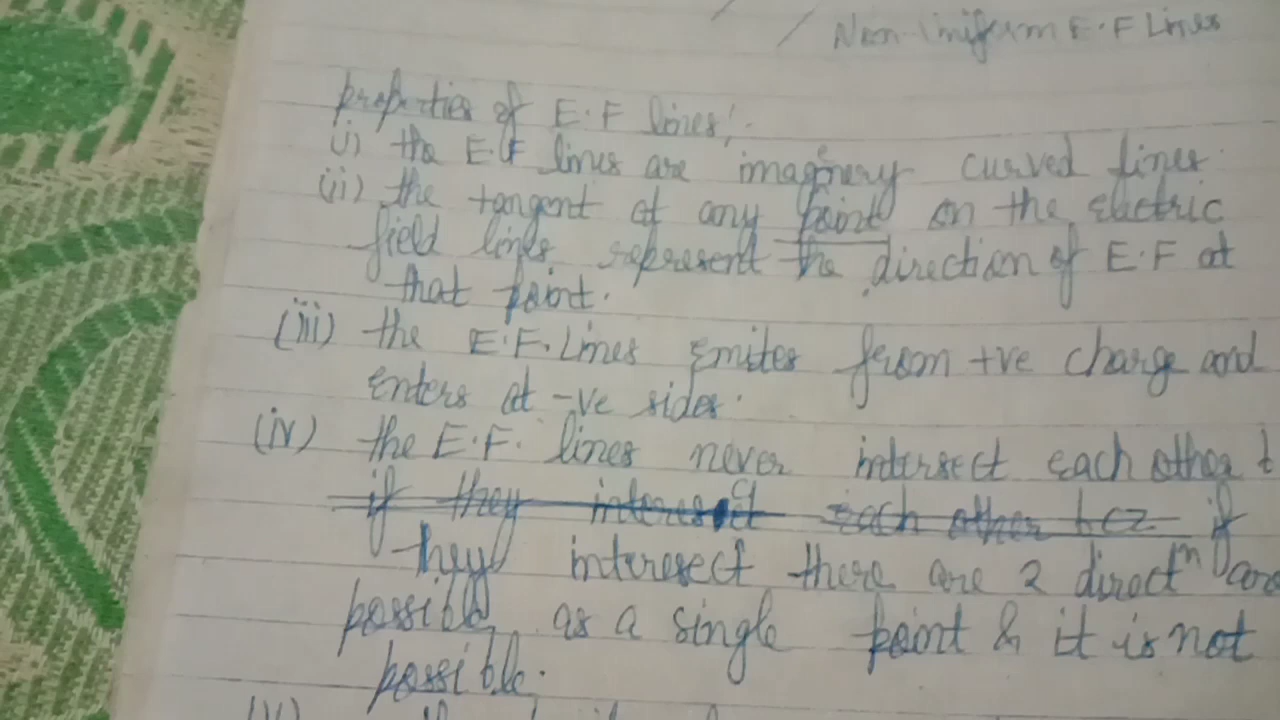 Non-Uniform E.F Lines
properties of E.F lines:-
(i) the E.F lines are imaginery curved lines.
(ii) the tangent at any point on the electric
field lines represent the direction of E.F at
that point.
(iii) the E.F. Lines Emites from +ve charge and
Enters at -ve sides.
(iv) the E.F. lines never intersect each other
if they interesect each other bcz if
they interesect there are 2 directn are
possible as a single point & it is not
possible.
(v)